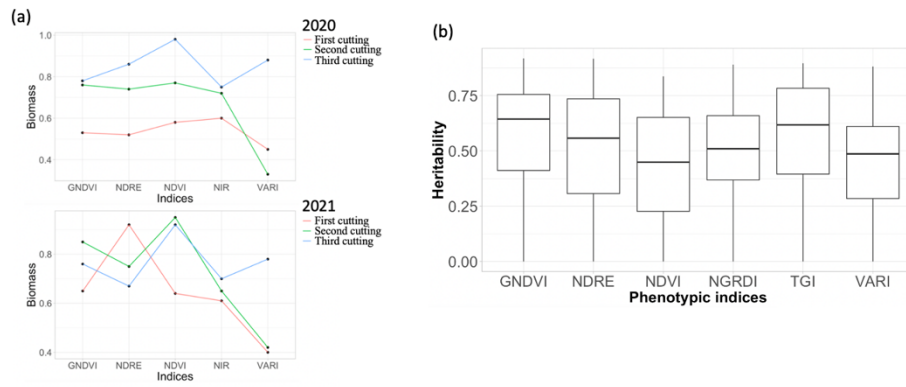 (a)
2020
First cutting
Second cutting
Third cutting
1.0
0.8
0.6
0.4
Biomass
GNDVI NDRE NDVI NIR VARI
Indices
2021
First cutting
Second cutting
Third cutting
0.8
0.6
0.4
Biomass
GNDVI NDRE NDVI NIR VARI
Indices
(b)
0.75
0.50
0.25
0.00
Heritability
GNDVI NDRE NDVI NGRDI TGI VARI
Phenotypic indices